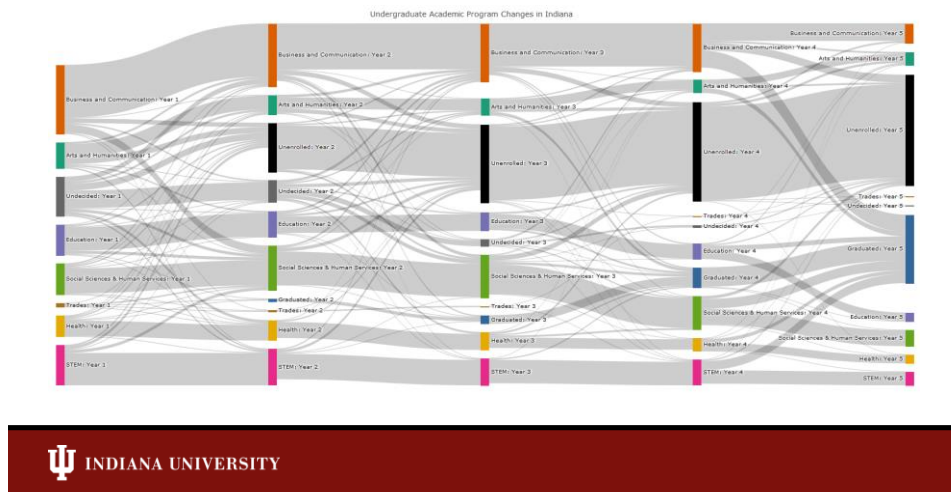 Undergraduate Academic Program Changes in Indiana
Business and Communication: Year 1
Arts and Humanities: Year 1
Undecided: Year 1
Education: Year 1
Social Sciences & Human Services: Year 1
Trades: Year 1
Health: Year 1
STEM: Year 1
Business and Communication: Year 2
Arts and Humanities: Year 2
Unenrolled: Year 2
Undecided: Year 2
Education: Year 2
Social Sciences & Human Services: Year 2
Graduated: Year 2
Trades: Year 2
Health: Year 2
STEM: Year 2
Business and Communication: Year 3
Arts and Humanities: Year 3
Unenrolled: Year 3
Education: Year 3
Undecided: Year 3
Social Sciences & Human Services: Year 3
Trades: Year 3
Graduated: Year 3
Health: Year 3
STEM: Year 3
Business and Communication: Year 4
Arts and Humanities: Year 4
Unenrolled: Year 4
Trades: Year 4
Undecided: Year 4
Education: Year 4
Graduated: Year 4
Social Sciences & Human Services: Year 4
Health: Year 4
STEM: Year 4
Business and Communication: Year 5
Arts and Humanities: Year 5
Unenrolled: Year 5
Trades: Year 5
Undecided: Year 5
Graduated: Year 5
Education: Year 5
Social Sciences & Human Services: Year 5
Health: Year 5
STEM: Year 5
INDIANA UNIVERSITY